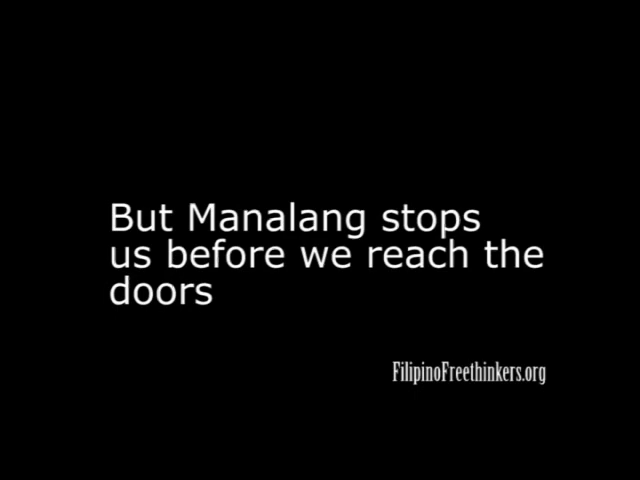 But Manalang stops
us before we reach the
doors
FilipinoFreethinkers.org